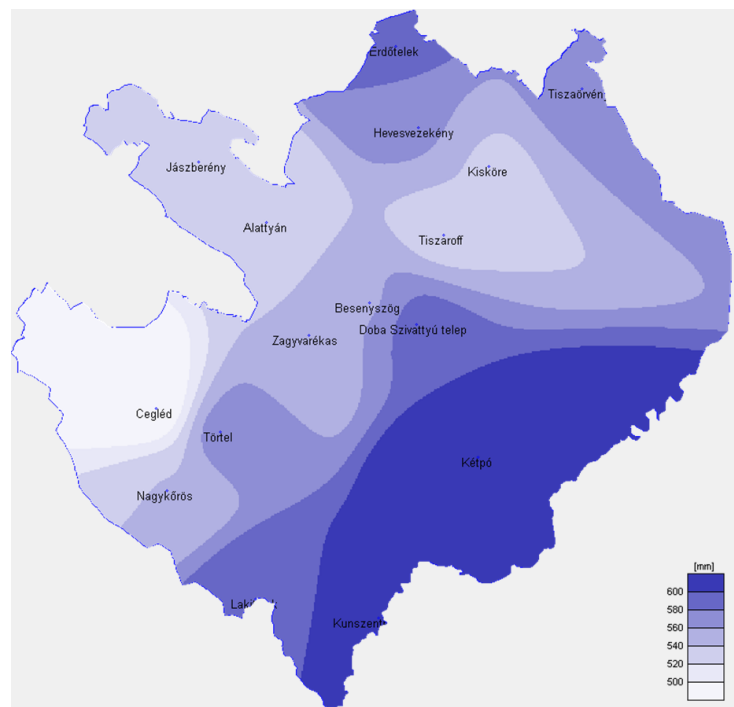 Erdőfelek
Tiszaörvény
Hevesvezekény
Jászberény
Kisköre
Alattyán
Tiszaroff
Besenyszög
Doba Szivattyú telep
Zagyvarékas
Cegléd
Törtel
Kétpó
Nagykőrös
[mm]
600
580
560
540
520
500